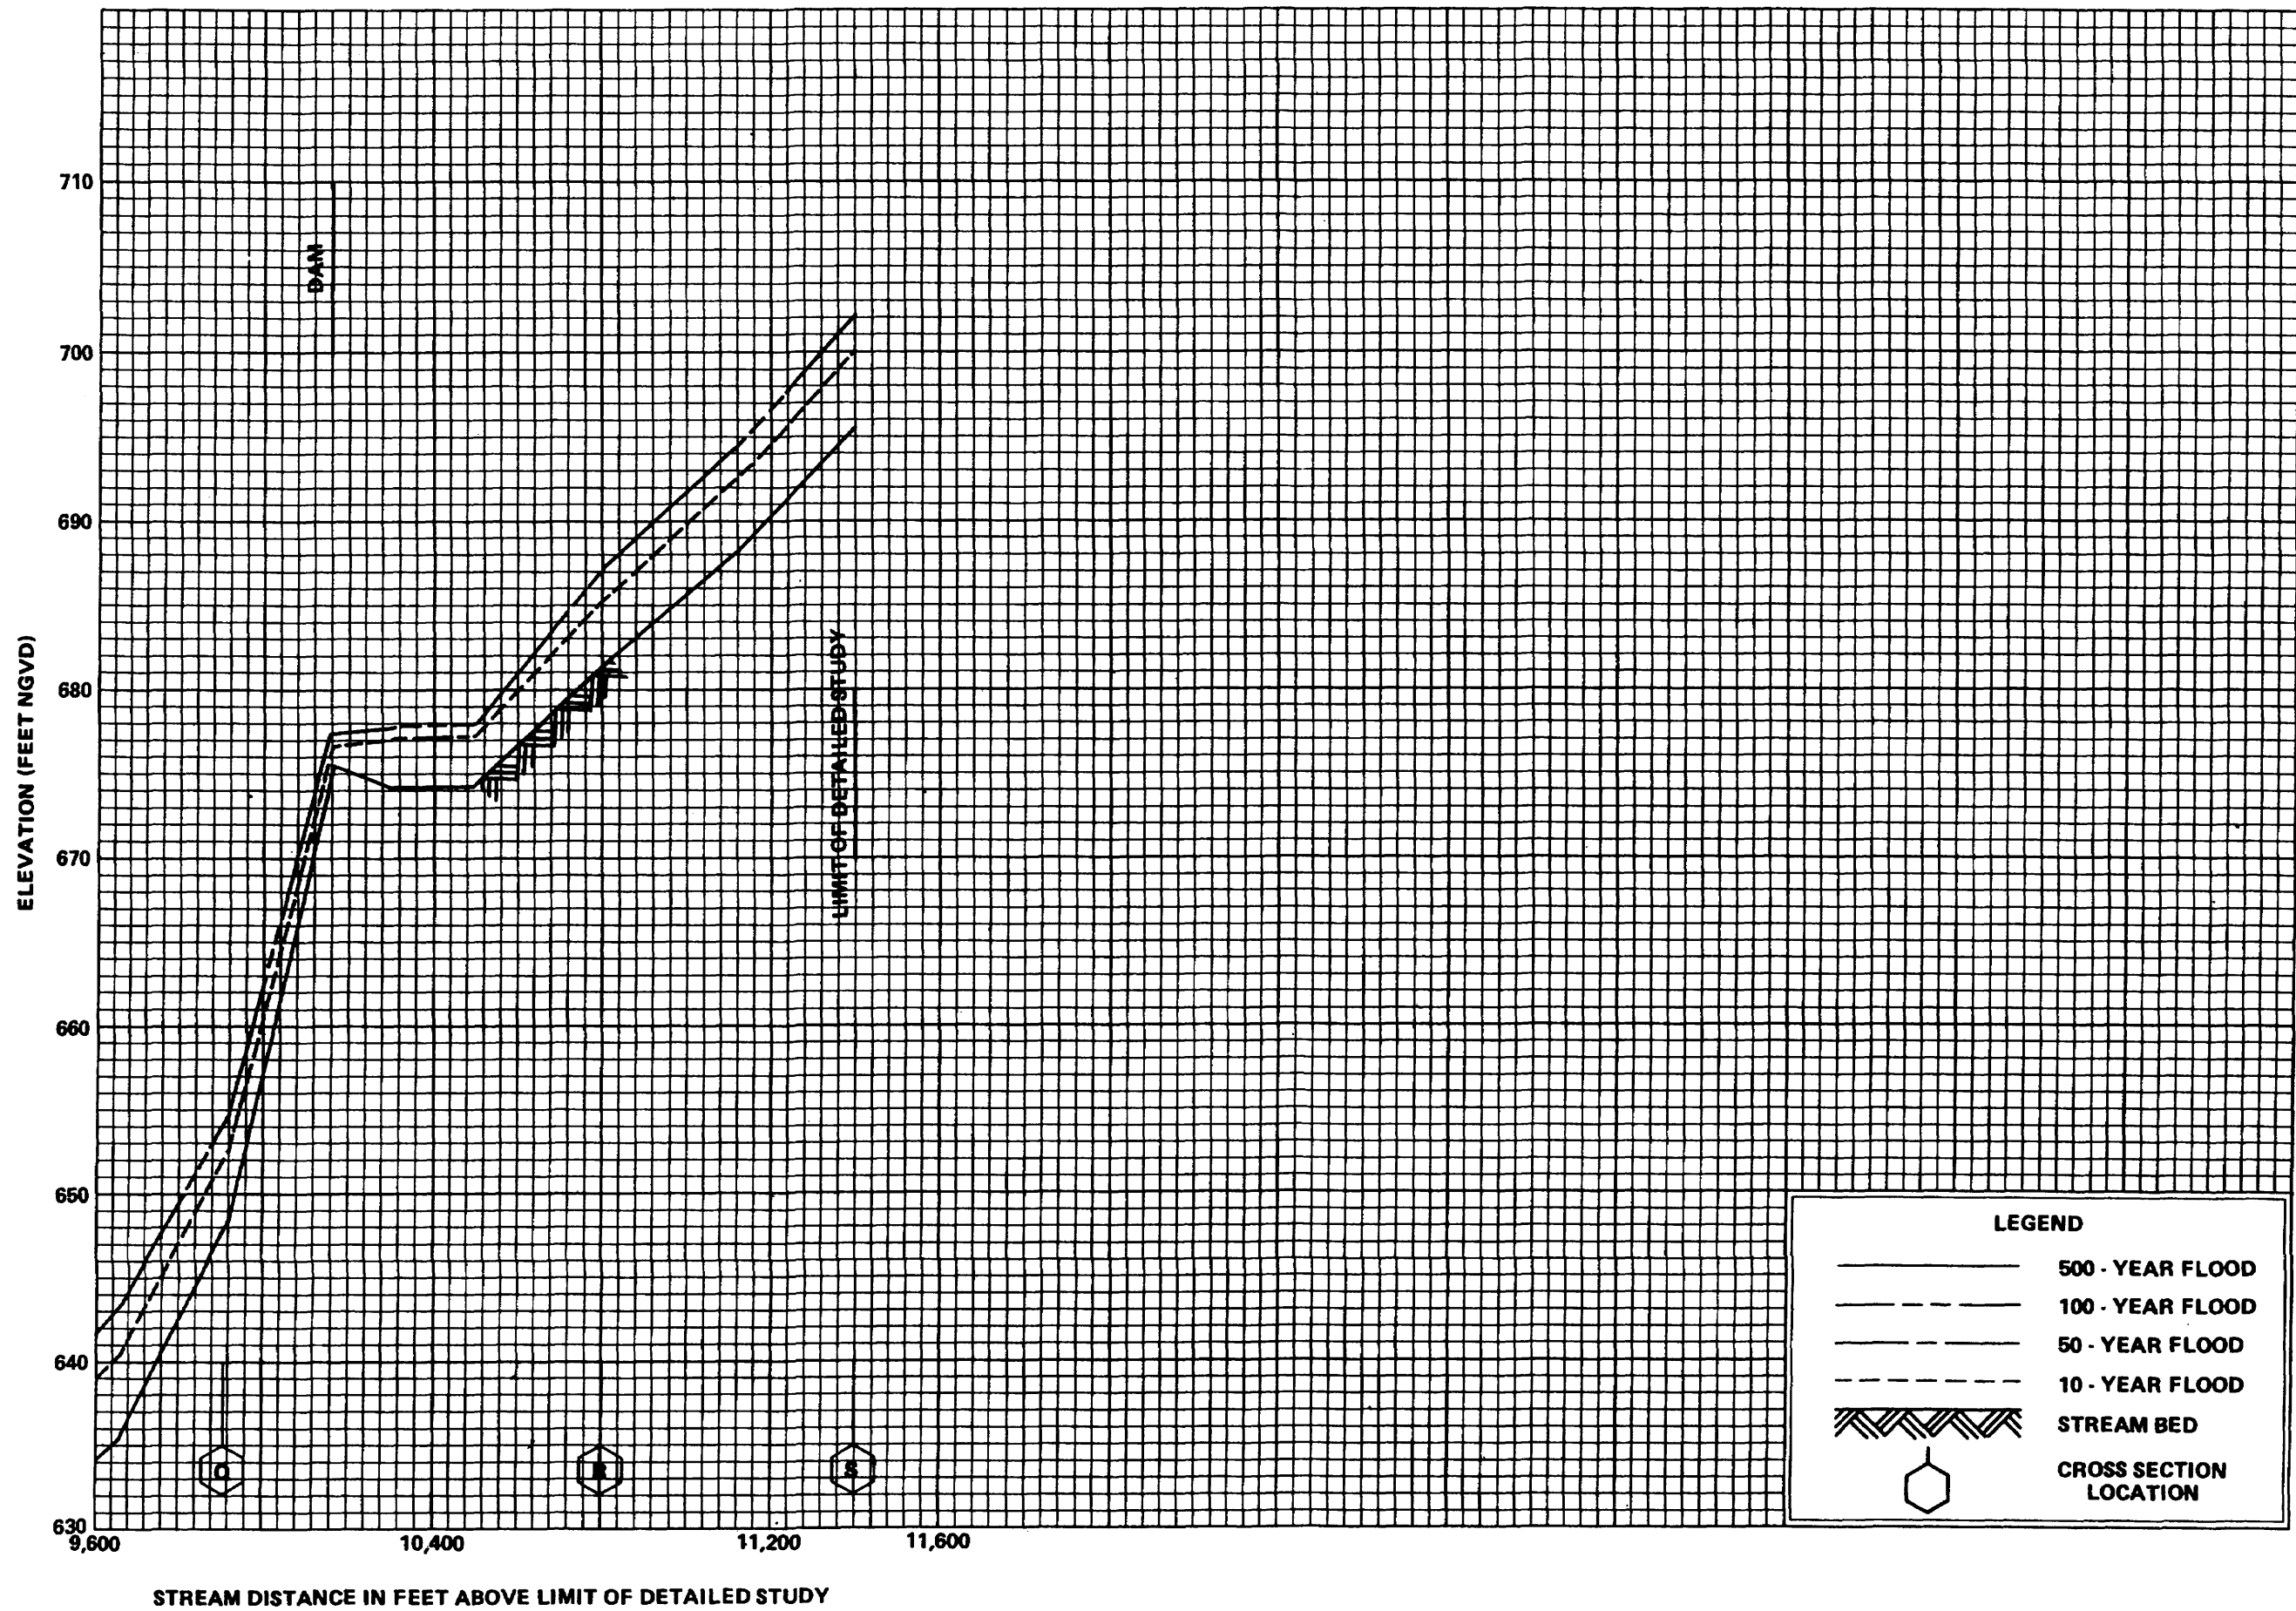 710
DAM
700
690
ELEVATION (FEET NGVD)
680
LIMIT OF DETAILED STUDY
670
660
650
640
630
Q
R
S
9,600
10,400
11,200
11,600
STREAM DISTANCE IN FEET ABOVE LIMIT OF DETAILED STUDY
LEGEND
500 - YEAR FLOOD
100 - YEAR FLOOD
50 - YEAR FLOOD
10 - YEAR FLOOD
STREAM BED
CROSS SECTION
LOCATION